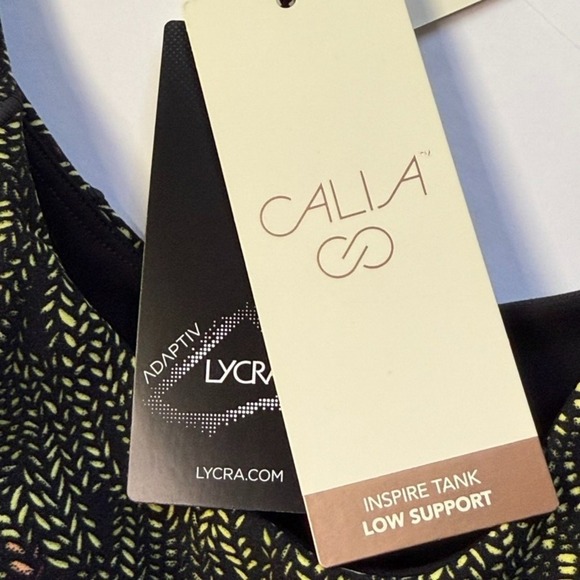 CALIA™
ADAPTIV
LYCRA
LYCRA.COM
INSPIRE TANK
LOW SUPPORT